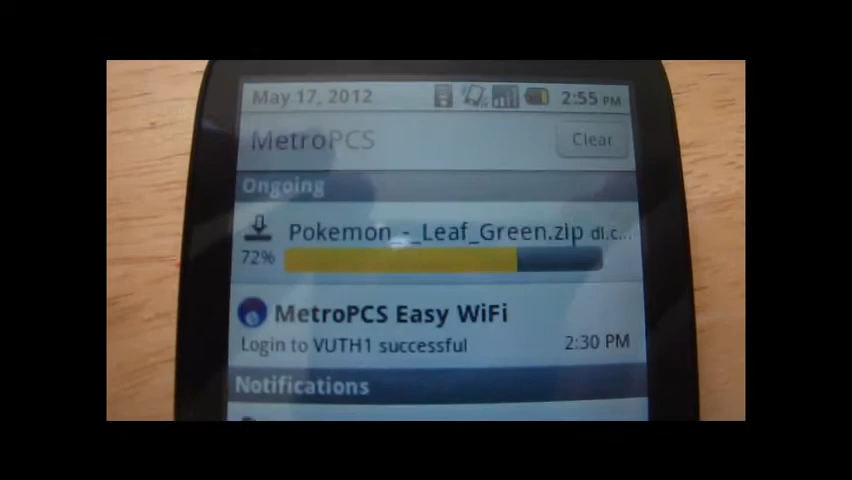 May 17, 2012 2:55 PM
MetroPCS Clear
Ongoing
Pokemon_-_Leaf_Green.zip dl.c...
72%
MetroPCS Easy WiFi
Login to VUTH1 successful 2:30 PM
Notifications